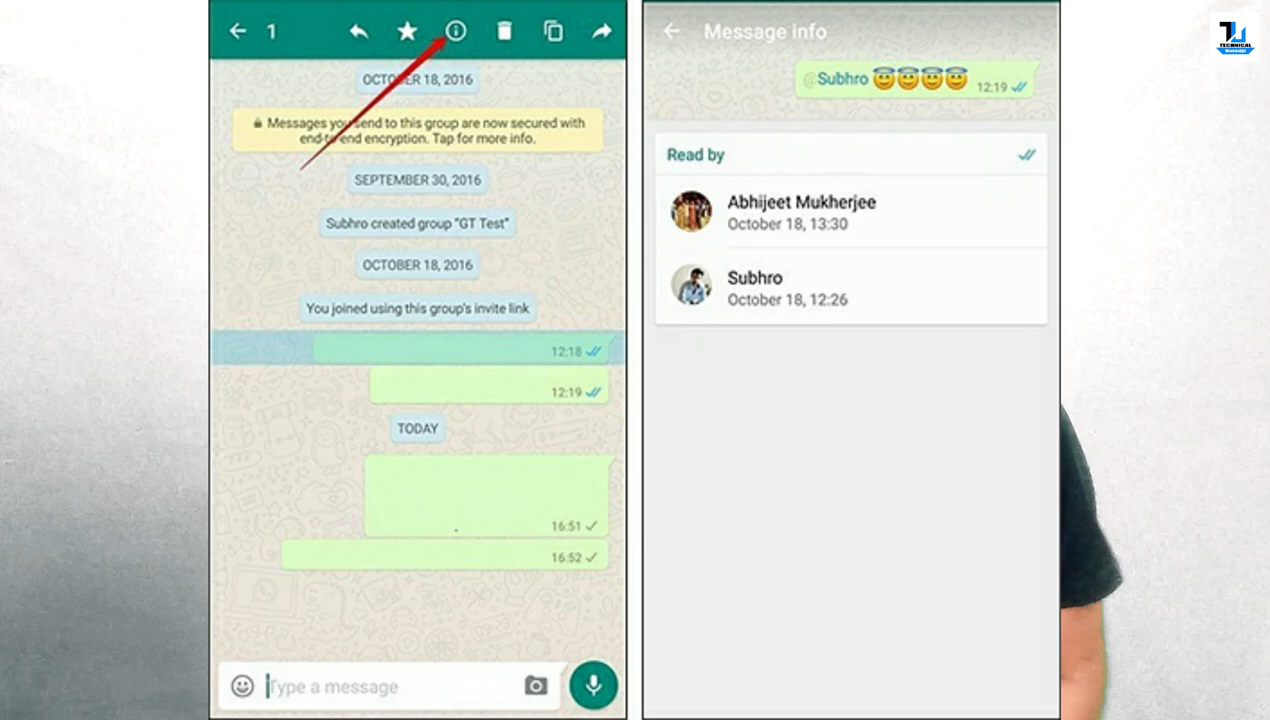 1
OCTOBER 18, 2016
Messages you send to this group are now secured with
end-to-end encryption. Tap for more info.
SEPTEMBER 30, 2016
Subhro created group "GT Test"
OCTOBER 18, 2016
You joined using this group's invite link
12:18
12:19
TODAY
16:51
16:52
Type a message
Message info
@Subhro 😇😇😇😇 12:19
Read by
Abhijeet Mukherjee
October 18, 13:30
Subhro
October 18, 12:26
TECHNICAL